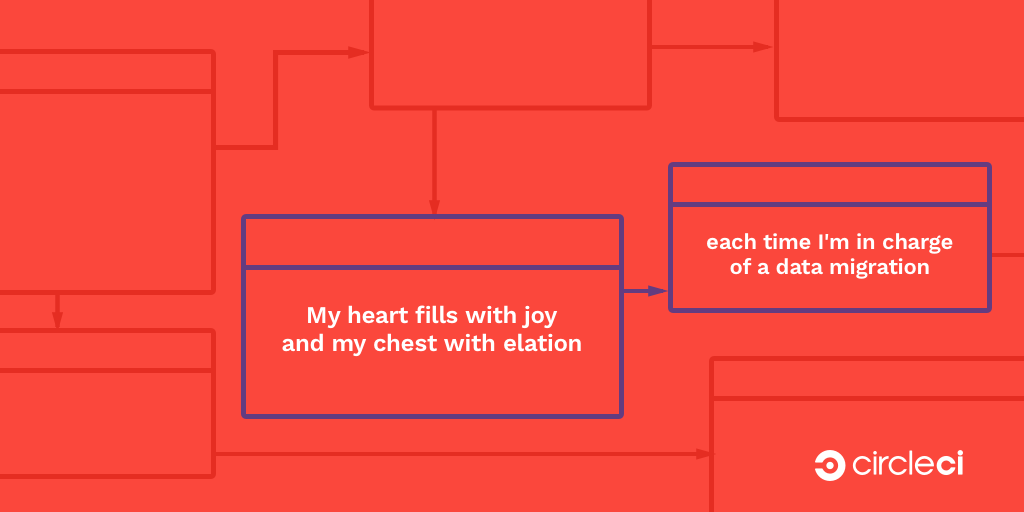 My heart fills with joy
and my chest with elation
each time I'm in charge
of a data migration
circleci